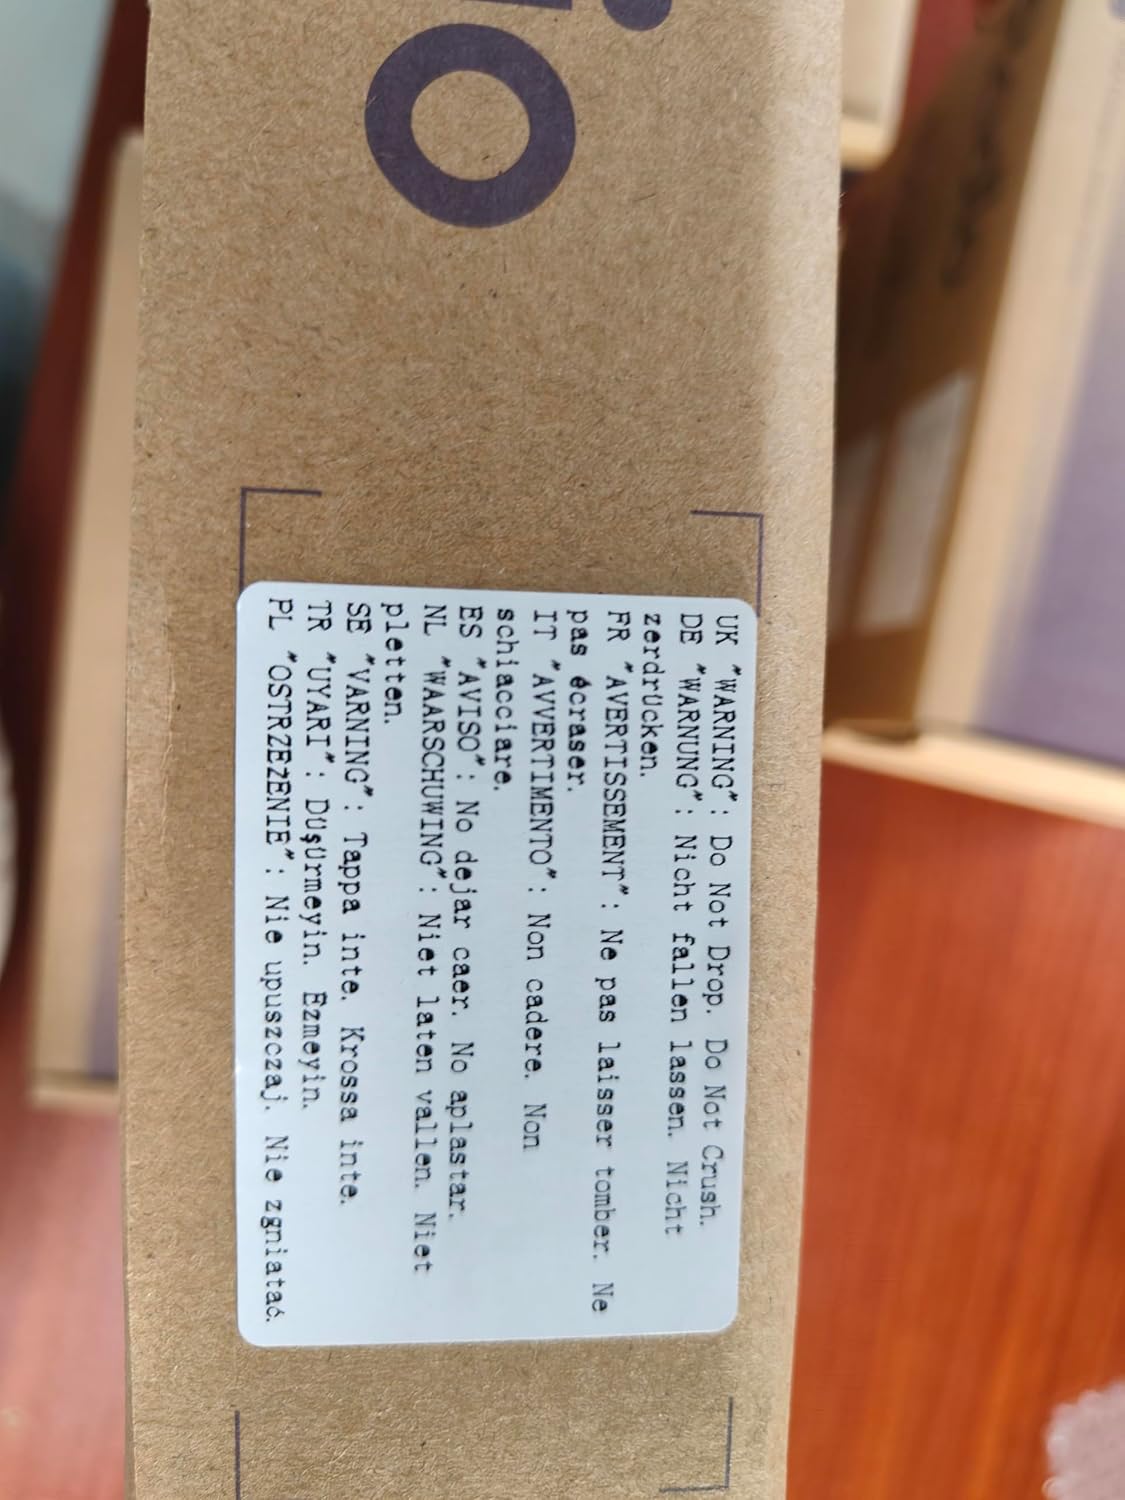 io
UK "WARNING": Do Not Drop. Do Not Crush.
DE "WARNUNG": Nicht fallen lassen. Nicht
zerdrücken.
FR "AVERTISSEMENT": Ne pas laisser tomber. Ne
pas écraser.
IT "AVVERTIMENTO": Non cadere. Non
schiacciare.
ES "AVISO": No dejar caer. No aplastar.
NL "WAARSCHUWING": Niet laten vallen. Niet
pletten.
SE "VARNING": Tappa inte. Krossa inte.
TR "UYARI": Düşürmeyin. Ezmeyin.
PL "OSTRZEżENIE": Nie upuszczaj. Nie zgniatać.